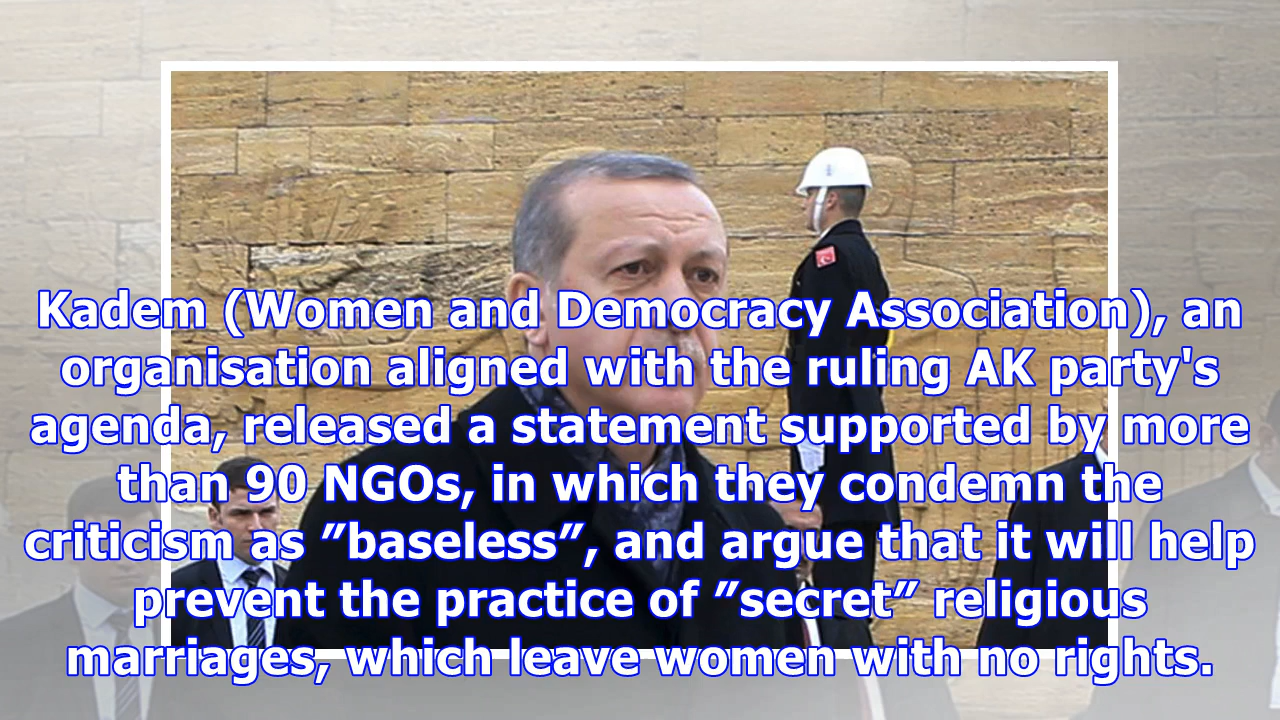 Kadem (Women and Democracy Association), an
organisation aligned with the ruling AK party's
agenda, released a statement supported by more
than 90 NGOs, in which they condemn the
criticism as ″baseless″, and argue that it will help
prevent the practice of ″secret″ religious
marriages, which leave women with no rights.